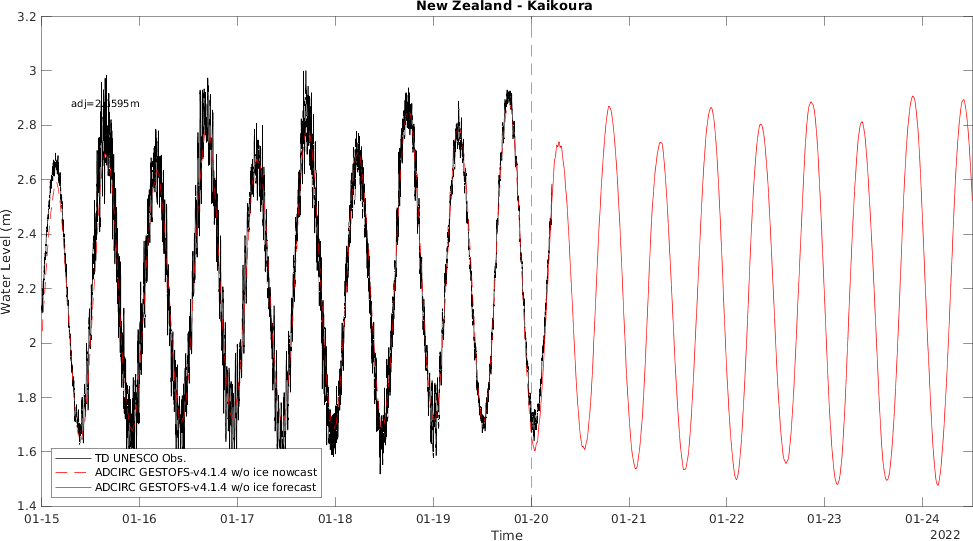 New Zealand - Kaikoura
3.2
3
2.8
2.6
2.4
2.2
2
1.8
1.6
1.4
Water Level (m)
TD UNESCO Obs.
ADCIRC GESTOFS-v4.1.4 w/o ice nowcast
ADCIRC GESTOFS-v4.1.4 w/o ice forecast
01-15 01-16 01-17 01-18 01-19 01-20 01-21 01-22 01-23 01-24
Time
2022